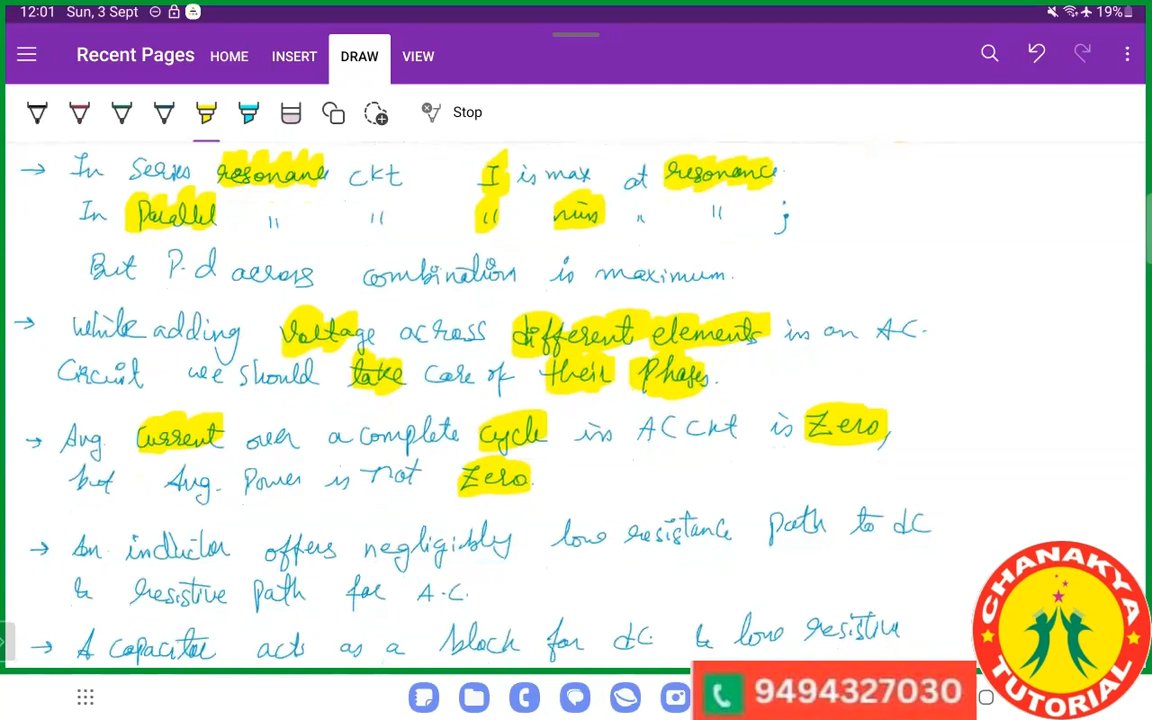 12:01 Sun, 3 Sept 19%
Recent Pages HOME INSERT DRAW VIEW
Stop
→ In Series resonance ckt I is max at resonance.
In Parallel " " " min " " ;
But P.d across combination is maximum.
→ While adding voltage across different elements in an AC.
Circuit we should take care of their Phases.
→ Avg. Current over a complete cycle in AC Ckt is Zero,
but Avg. Power is not Zero.
→ An inductor offers negligibly low resistance path to dC
& resistive path for A.C.
→ A capacitor acts as a block for dC & low resistive
CHANAKYA
TUTORIAL
9494327030